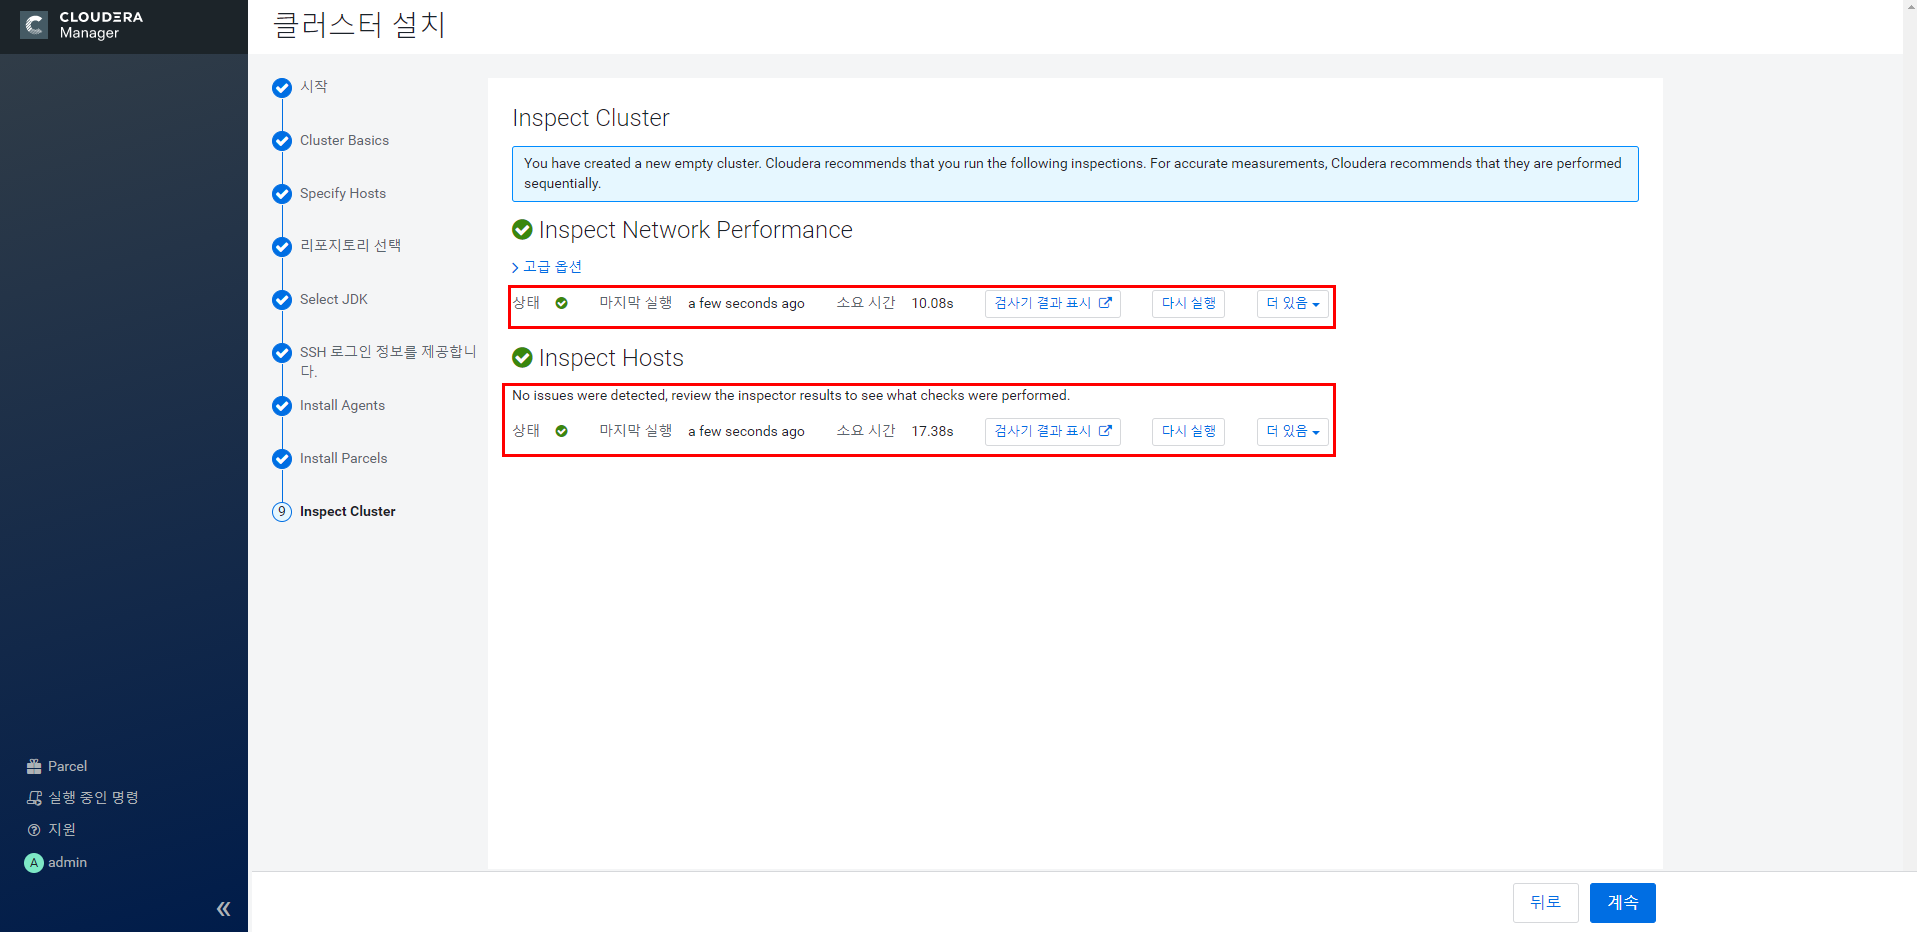 CLOUDERA
Manager
클러스터 설치
시작
Cluster Basics
Specify Hosts
리포지토리 선택
Select JDK
SSH 로그인 정보를 제공합니
다.
Install Agents
Install Parcels
9 Inspect Cluster
Inspect Cluster
You have created a new empty cluster. Cloudera recommends that you run the following inspections. For accurate measurements, Cloudera recommends that they are performed
sequentially.
Inspect Network Performance
고급 옵션
상태 마지막 실행 a few seconds ago 소요 시간 10.08s 검사기 결과 표시 다시 실행 더 있음
Inspect Hosts
No issues were detected, review the inspector results to see what checks were performed.
상태 마지막 실행 a few seconds ago 소요 시간 17.38s 검사기 결과 표시 다시 실행 더 있음
Parcel
실행 중인 명령
지원
A admin
뒤로 계속